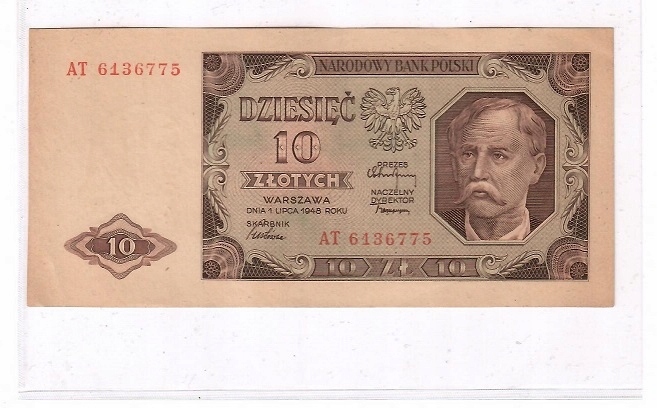 AT 6136775
NARODOWY BANK POLSKI
DZIESIĘĆ
10
ZŁOTYCH
WARSZAWA
DNIA 1 LIPCA 1948 ROKU
SKARBNIK
PREZES
NACZELNY
DYREKTOR
AT 6136775
10
10 ZŁ 10